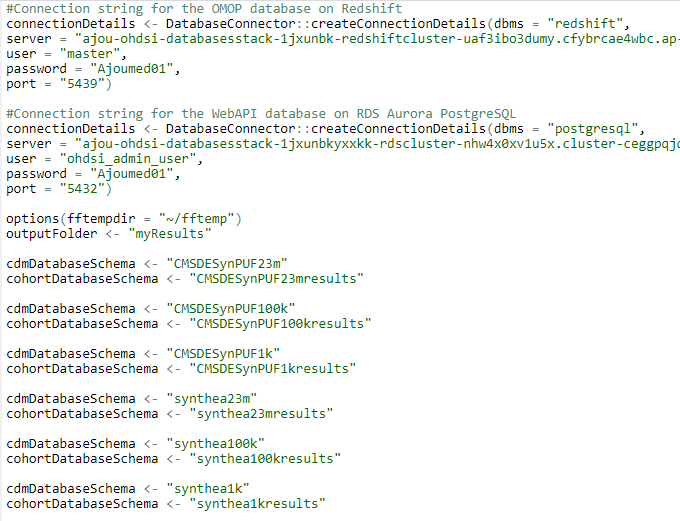 #Connection string for the OMOP database on Redshift
connectionDetails <- DatabaseConnector::createConnectionDetails(dbms = "redshift",
server = "ajou-ohdsi-databasesstack-1jxunbk-redshiftcluster-uaf3ibo3dumy.cfybrcae4wbc.ap-
user = "master",
password = "Ajoumed01",
port = "5439")
#Connection string for the WebAPI database on RDS Aurora PostgreSQL
connectionDetails <- DatabaseConnector::createConnectionDetails(dbms = "postgresql",
server = "ajou-ohdsi-databasesstack-1jxunbkyxxkk-rdscluster-nhw4x0xv1u5x.cluster-ceggpqjc
user = "ohdsi_admin_user",
password = "Ajoumed01",
port = "5432")
options(fftempdir = "~/fftemp")
outputFolder <- "myResults"
cdmDatabaseSchema <- "CMSDESynPUF23m"
cohortDatabaseSchema <- "CMSDESynPUF23mresults"
cdmDatabaseSchema <- "CMSDESynPUF100k"
cohortDatabaseSchema <- "CMSDESynPUF100kresults"
cdmDatabaseSchema <- "CMSDESynPUF1k"
cohortDatabaseSchema <- "CMSDESynPUF1kresults"
cdmDatabaseSchema <- "synthea23m"
cohortDatabaseSchema <- "synthea23mresults"
cdmDatabaseSchema <- "synthea100k"
cohortDatabaseSchema <- "synthea100kresults"
cdmDatabaseSchema <- "synthea1k"
cohortDatabaseSchema <- "synthea1kresults"